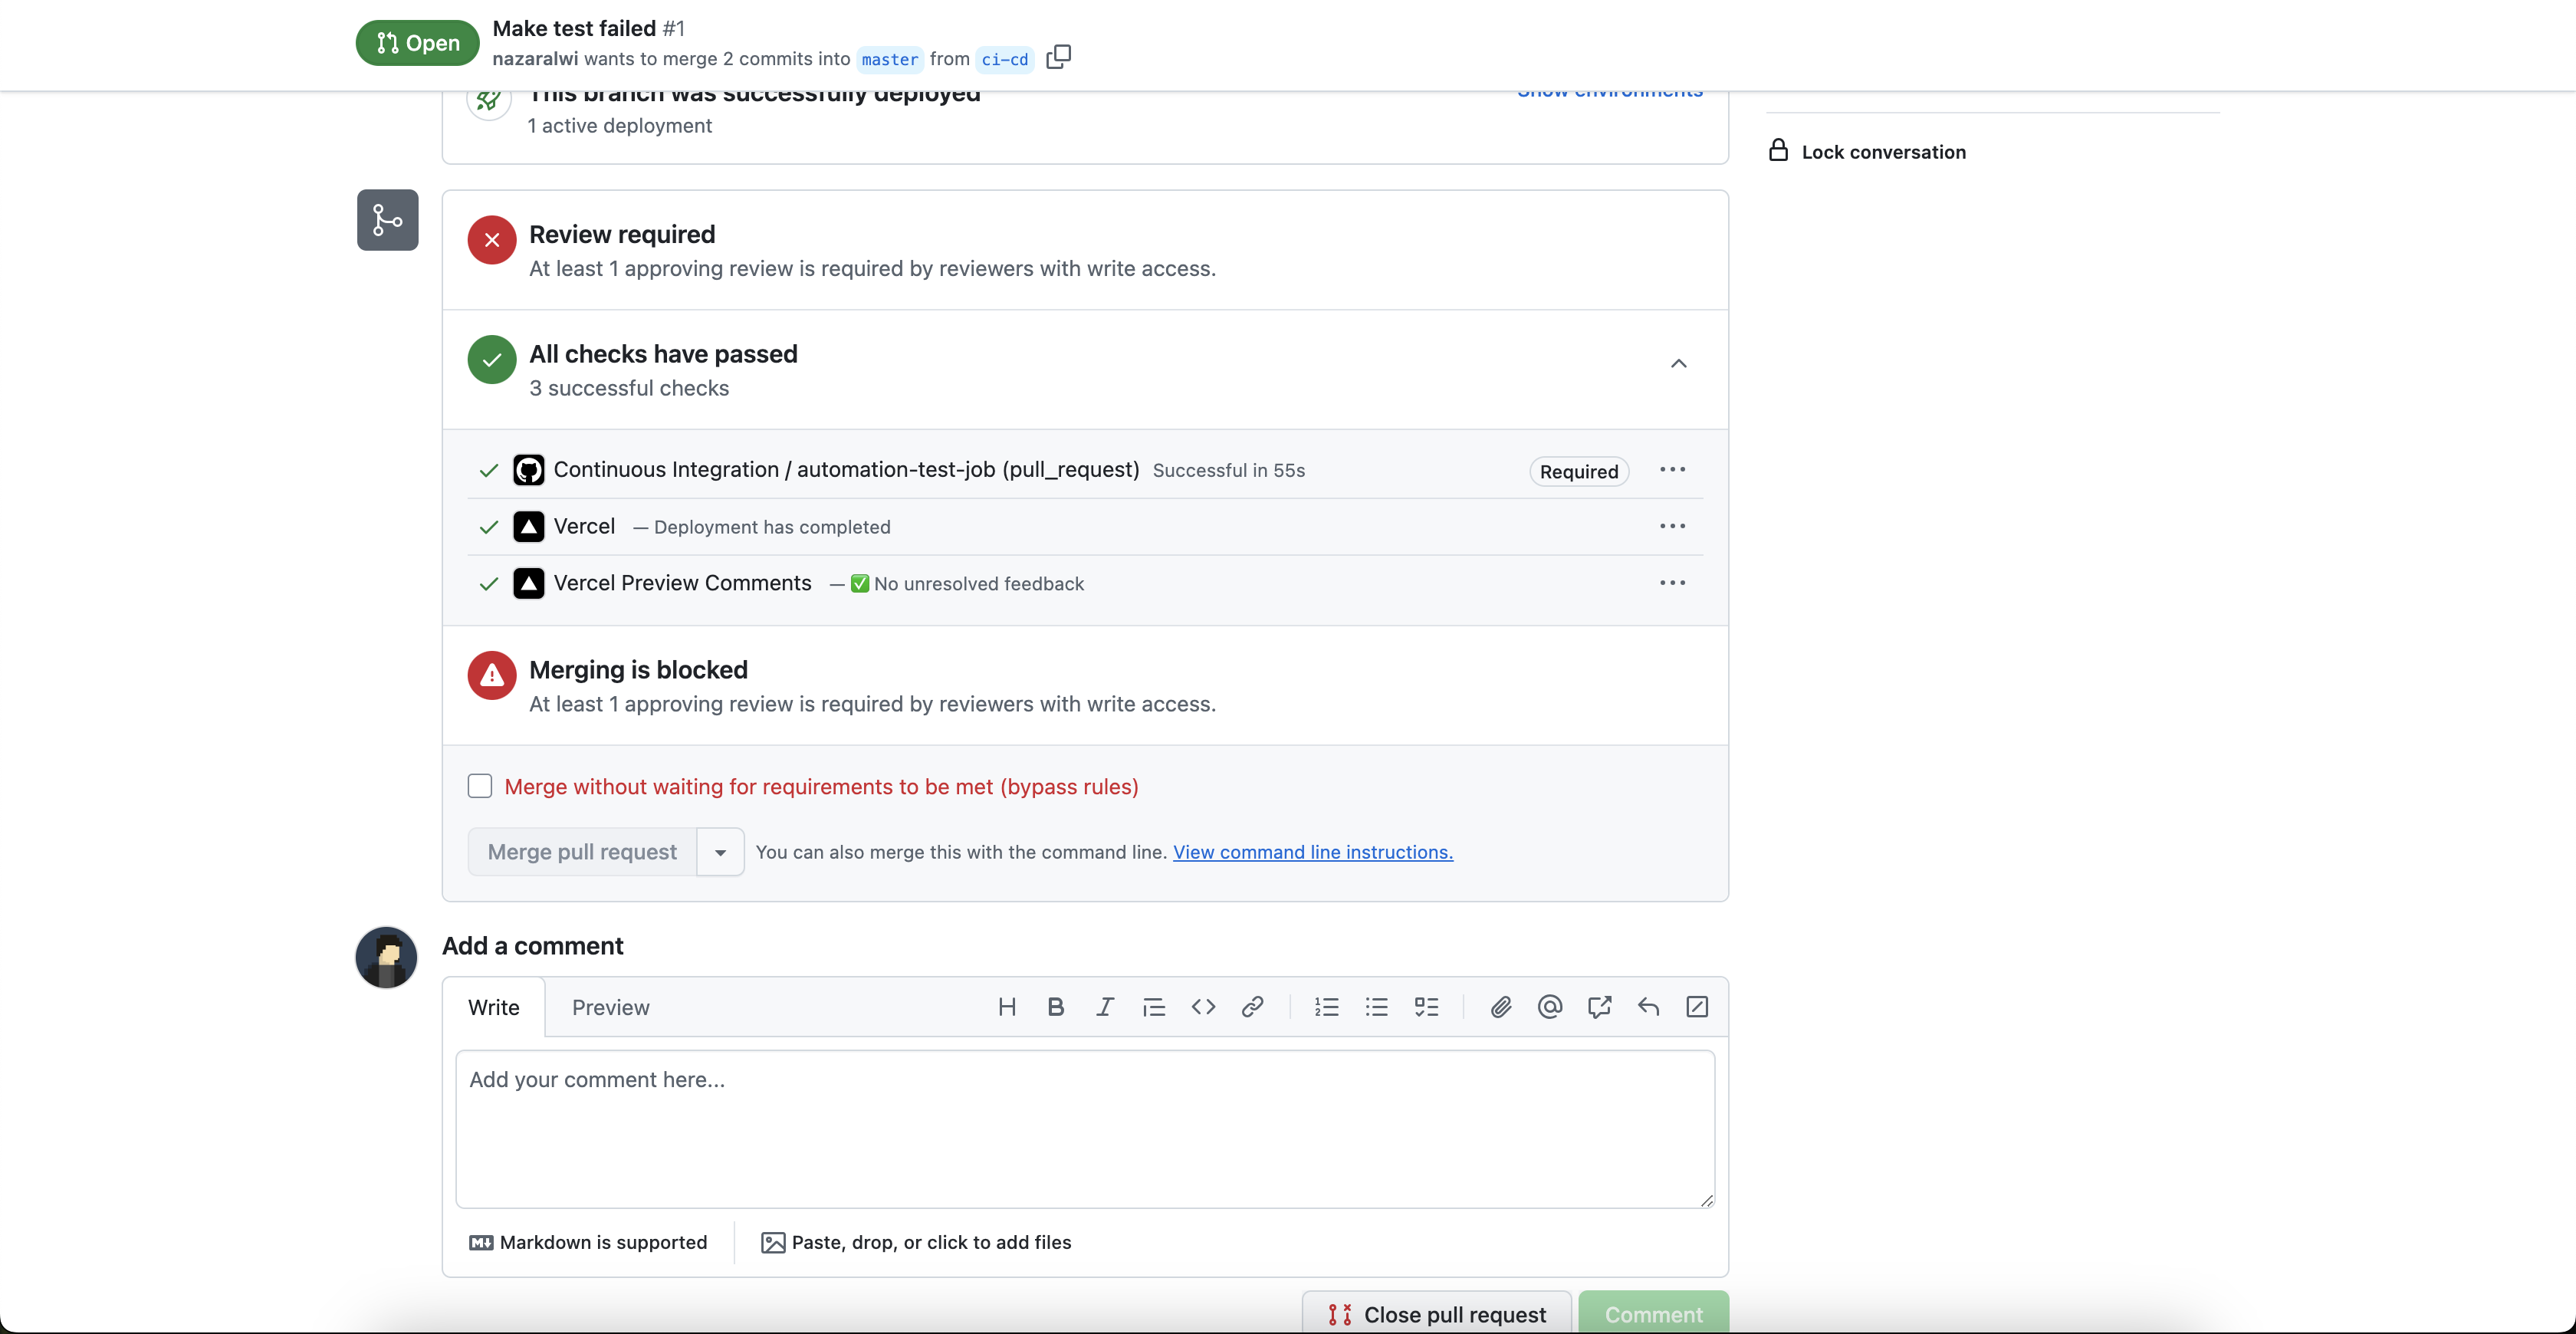 Open
Make test failed #1
nazaralwi wants to merge 2 commits into master from ci-cd
This branch was successfully deployed
Show environments
1 active deployment
Lock conversation
Review required
At least 1 approving review is required by reviewers with write access.
All checks have passed
3 successful checks
Continuous Integration / automation-test-job (pull_request) Successful in 55s Required
Vercel — Deployment has completed
Vercel Preview Comments — ✅ No unresolved feedback
Merging is blocked
At least 1 approving review is required by reviewers with write access.
Merge without waiting for requirements to be met (bypass rules)
Merge pull request You can also merge this with the command line. View command line instructions.
Add a comment
Write Preview
Add your comment here...
Markdown is supported Paste, drop, or click to add files
Close pull request Comment